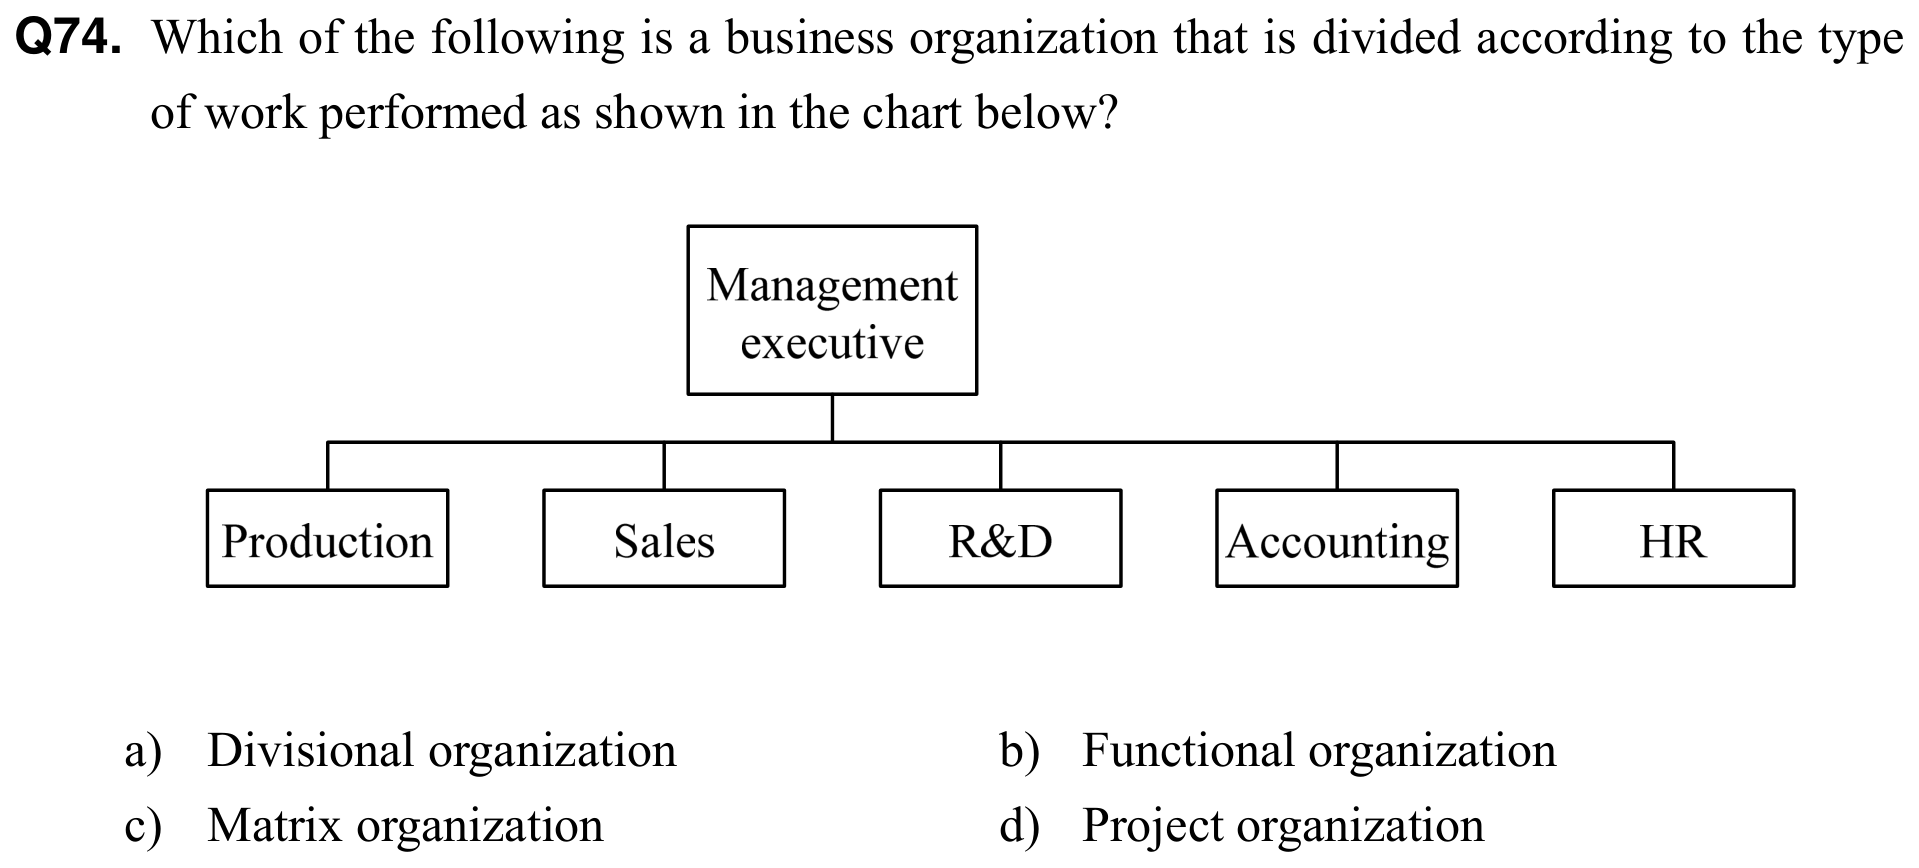 Q74. Which of the following is a business organization that is divided according to the type
of work performed as shown in the chart below?
Management
executive
Production
Sales
R&D
Accounting
HR
a) Divisional organization
b) Functional organization
c) Matrix organization
d) Project organization